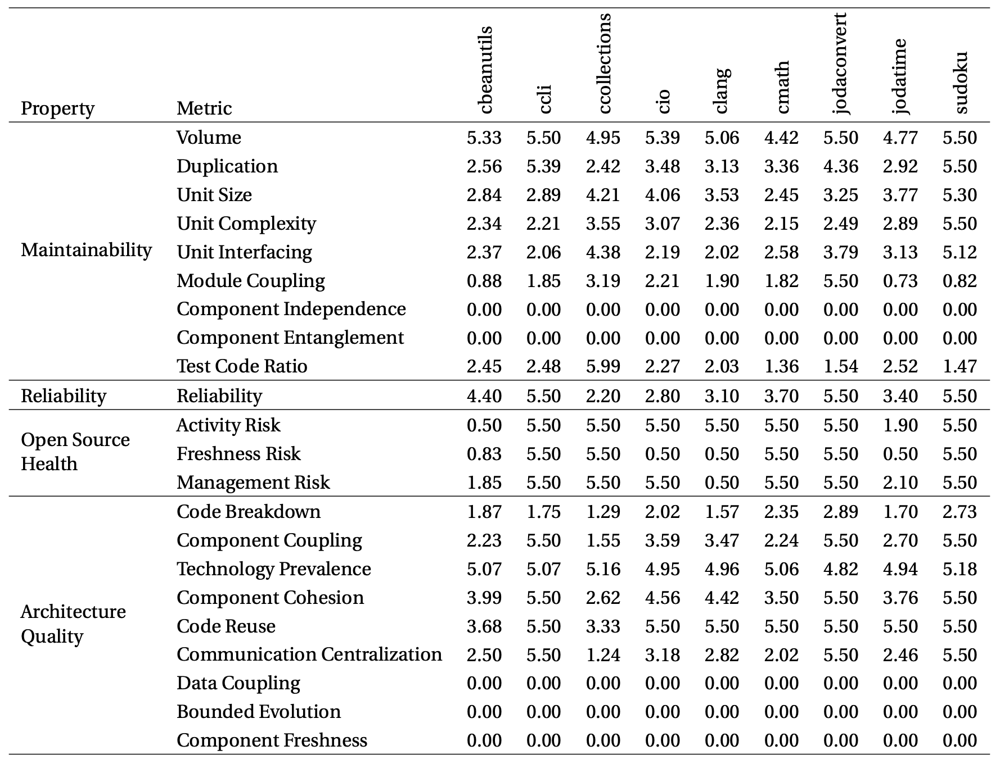 Property Metric cbeanutils ccli ccollections cio clang cmath jodaconvert jodatime sudoku
Maintainability
Volume 5.33 5.50 4.95 5.39 5.06 4.42 5.50 4.77 5.50
Duplication 2.56 5.39 2.42 3.48 3.13 3.36 4.36 2.92 5.50
Unit Size 2.84 2.89 4.21 4.06 3.53 2.45 3.25 3.77 5.30
Unit Complexity 2.34 2.21 3.55 3.07 2.36 2.15 2.49 2.89 5.50
Unit Interfacing 2.37 2.06 4.38 2.19 2.02 2.58 3.79 3.13 5.12
Module Coupling 0.88 1.85 3.19 2.21 1.90 1.82 5.50 0.73 0.82
Component Independence 0.00 0.00 0.00 0.00 0.00 0.00 0.00 0.00 0.00
Component Entanglement 0.00 0.00 0.00 0.00 0.00 0.00 0.00 0.00 0.00
Test Code Ratio 2.45 2.48 5.99 2.27 2.03 1.36 1.54 2.52 1.47
Reliability Reliability 4.40 5.50 2.20 2.80 3.10 3.70 5.50 3.40 5.50
Open Source
Health
Activity Risk 0.50 5.50 5.50 5.50 5.50 5.50 5.50 1.90 5.50
Freshness Risk 0.83 5.50 5.50 0.50 0.50 5.50 5.50 0.50 5.50
Management Risk 1.85 5.50 5.50 5.50 0.50 5.50 5.50 2.10 5.50
Architecture
Quality
Code Breakdown 1.87 1.75 1.29 2.02 1.57 2.35 2.89 1.70 2.73
Component Coupling 2.23 5.50 1.55 3.59 3.47 2.24 5.50 2.70 5.50
Technology Prevalence 5.07 5.07 5.16 4.95 4.96 5.06 4.82 4.94 5.18
Component Cohesion 3.99 5.50 2.62 4.56 4.42 3.50 5.50 3.76 5.50
Code Reuse 3.68 5.50 3.33 5.50 5.50 5.50 5.50 5.50 5.50
Communication Centralization 2.50 5.50 1.24 3.18 2.82 2.02 5.50 2.46 5.50
Data Coupling 0.00 0.00 0.00 0.00 0.00 0.00 0.00 0.00 0.00
Bounded Evolution 0.00 0.00 0.00 0.00 0.00 0.00 0.00 0.00 0.00
Component Freshness 0.00 0.00 0.00 0.00 0.00 0.00 0.00 0.00 0.00